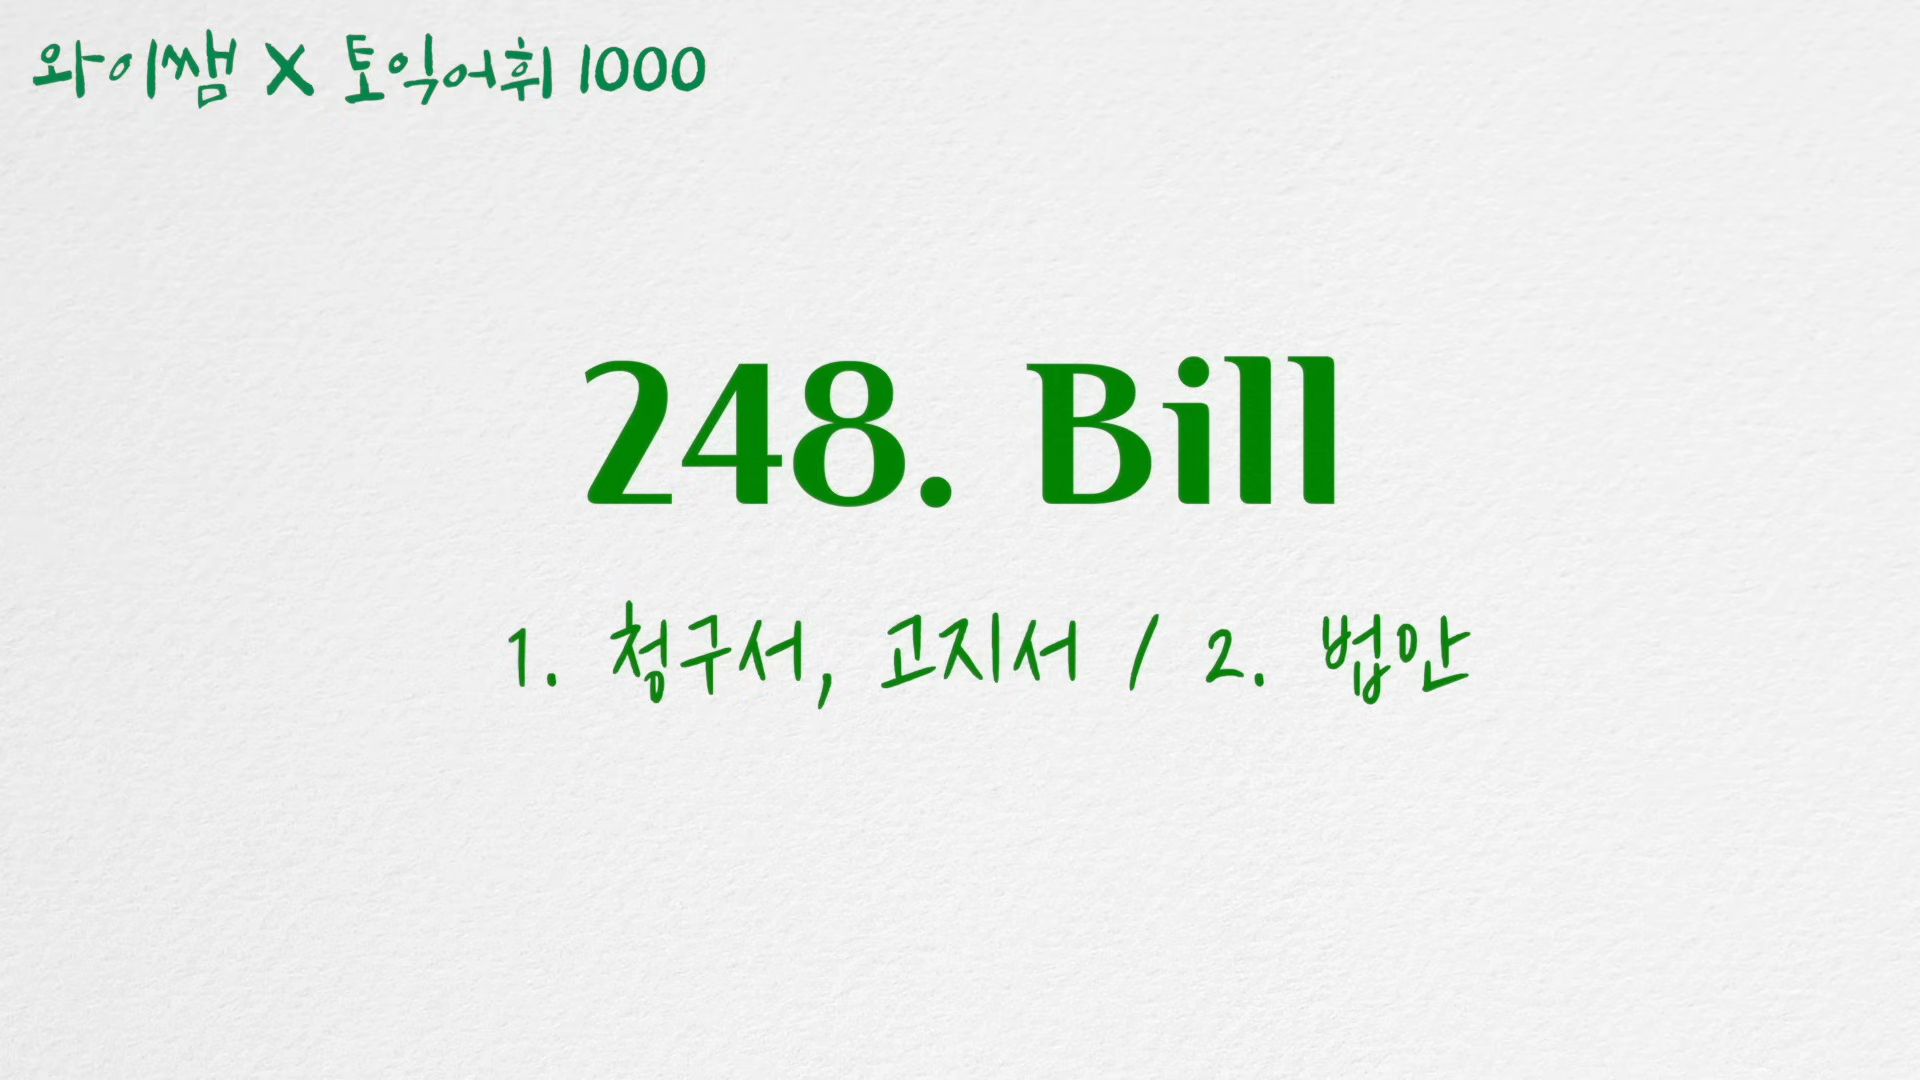 와이쌤 X 토익어휘 1000
248. Bill
1. 청구서, 고지서 / 2. 법안